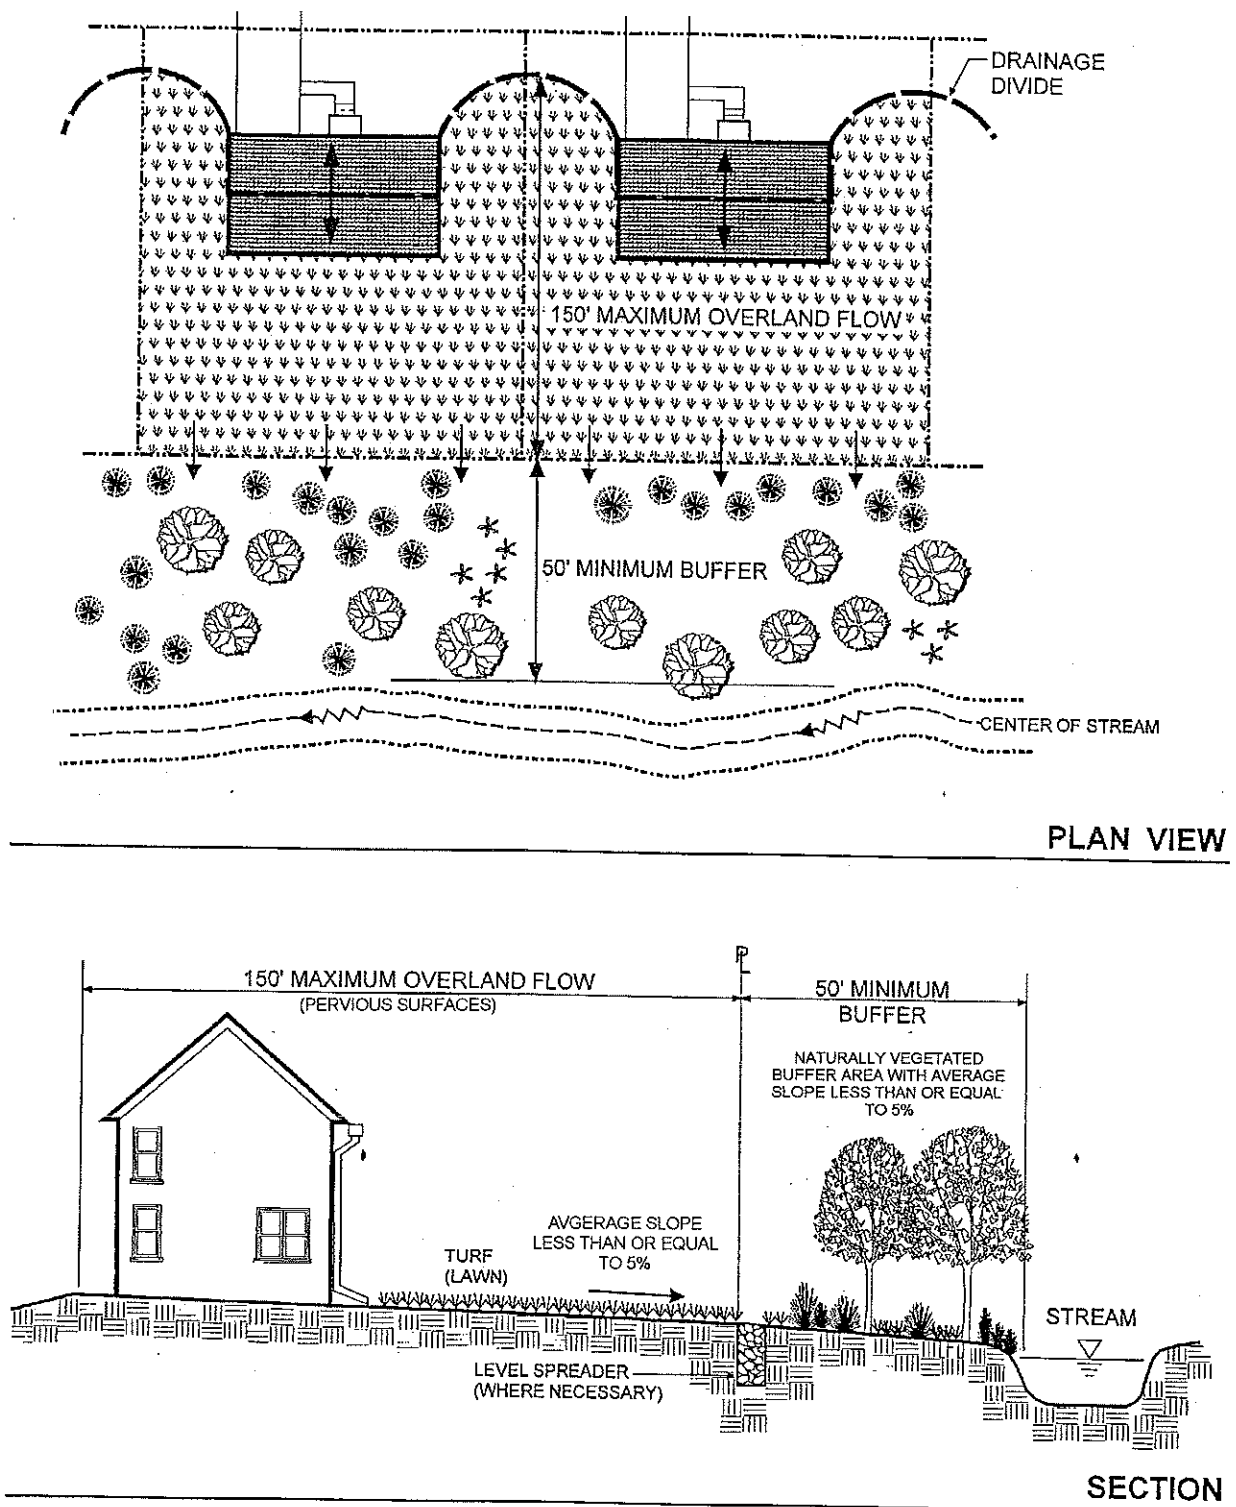 DRAINAGE
DIVIDE
150' MAXIMUM OVERLAND FLOW
50' MINIMUM BUFFER
CENTER OF STREAM
PLAN VIEW
PL
150' MAXIMUM OVERLAND FLOW
(PERVIOUS SURFACES)
50' MINIMUM
BUFFER
NATURALLY VEGETATED
BUFFER AREA WITH AVERAGE
SLOPE LESS THAN OR EQUAL
TO 5%
AVGERAGE SLOPE
LESS THAN OR EQUAL
TO 5%
TURF
(LAWN)
STREAM
LEVEL SPREADER
(WHERE NECESSARY)
SECTION